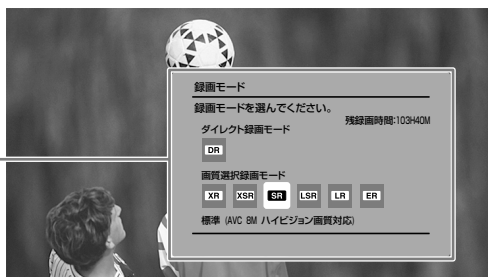 録画モード
録画モードを選んでください。
残録画時間:103H40M
ダイレクト録画モード
DR
画質選択録画モード
XR XSR SR LSR LR ER
標準 (AVC 8M ハイビジョン画質対応)